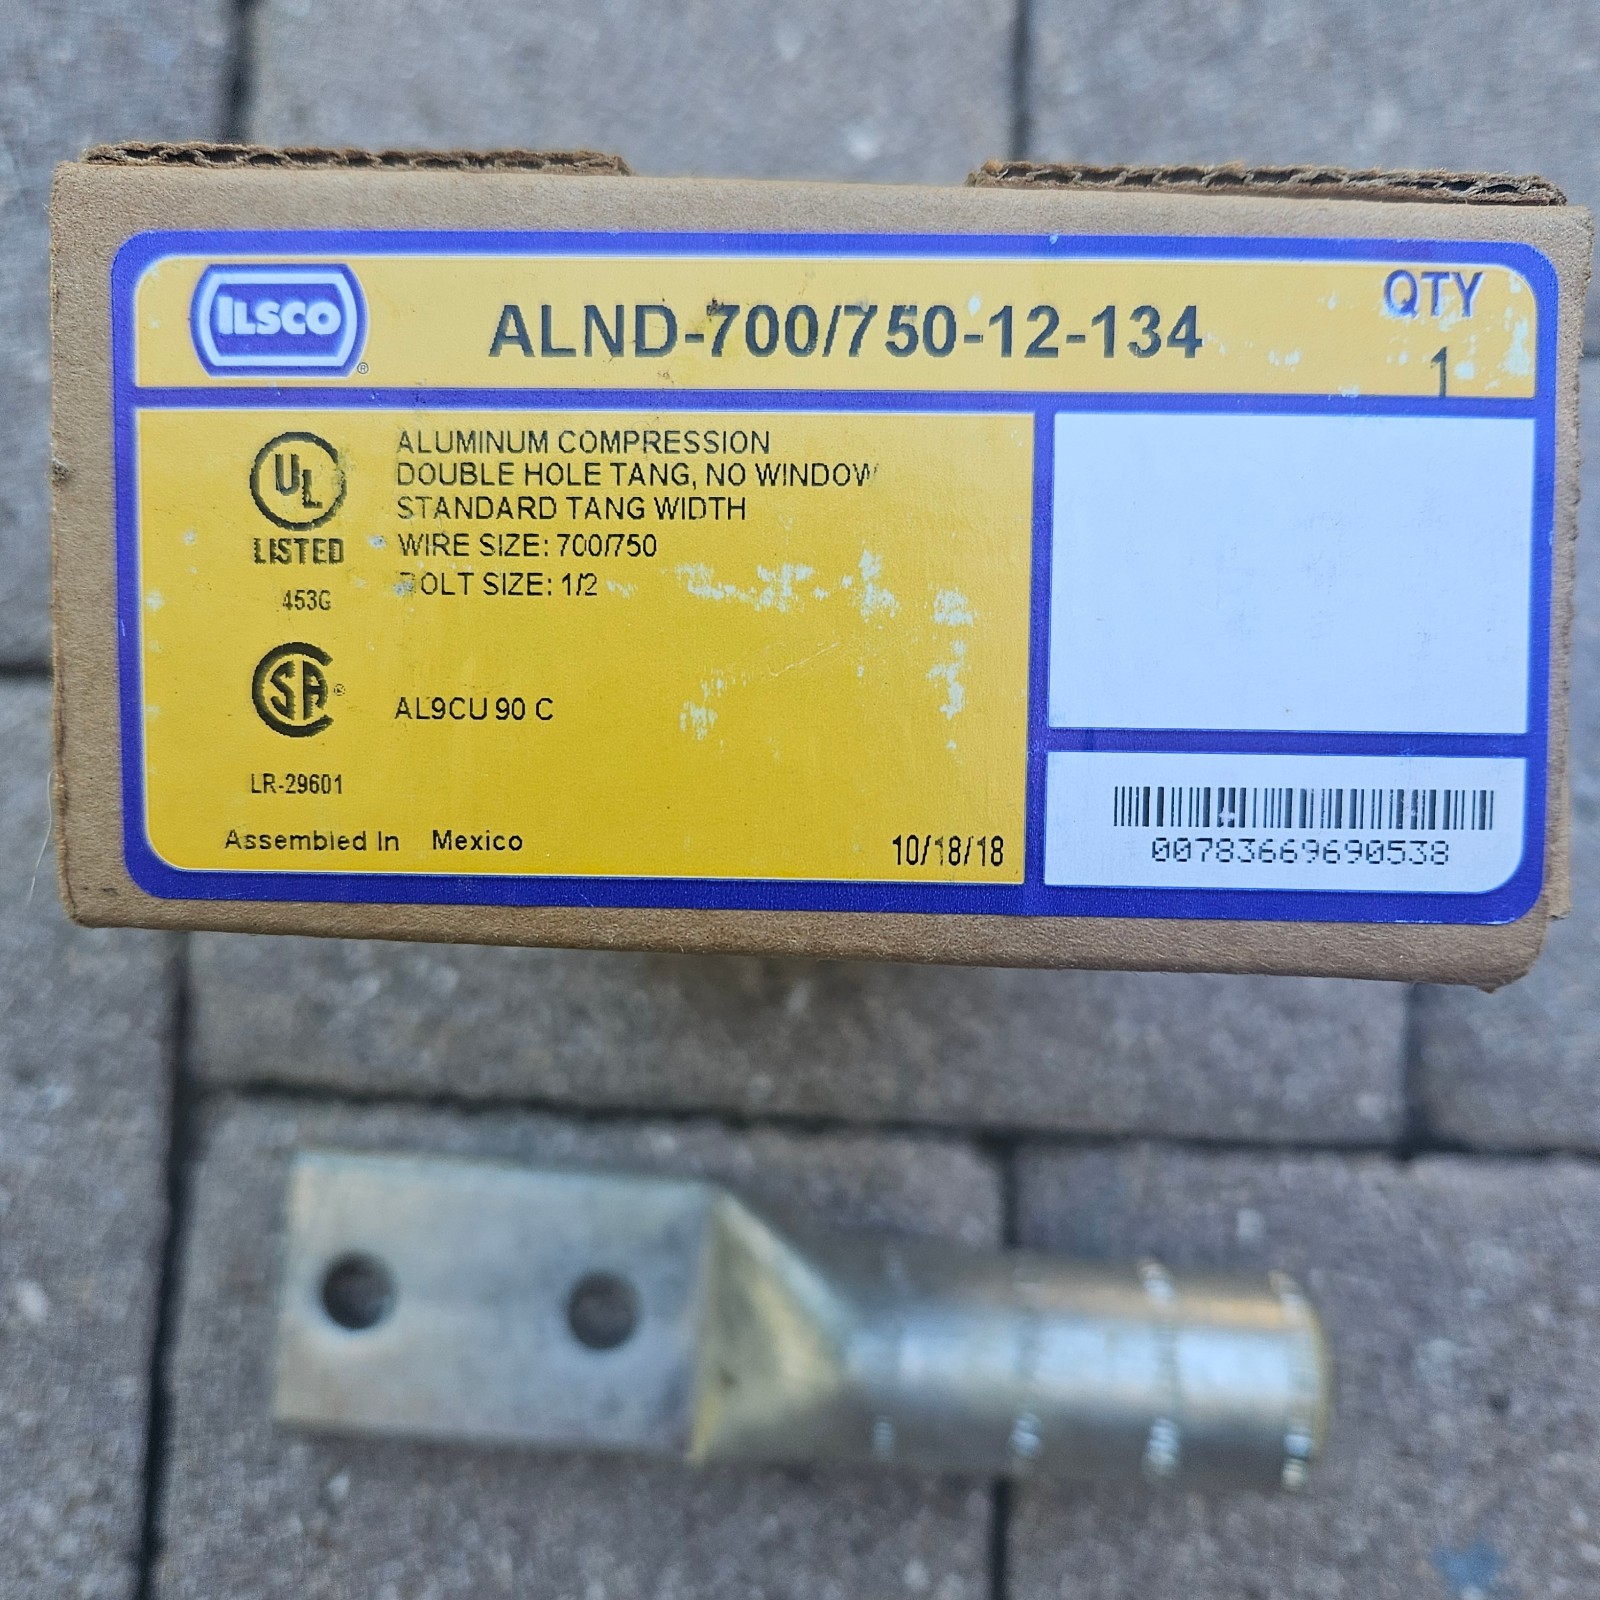 ILSCO
®
ALND-700/750-12-134
QTY
1
UL
LISTED
453G
ALUMINUM COMPRESSION
DOUBLE HOLE TANG, NO WINDOW
STANDARD TANG WIDTH
WIRE SIZE: 700/750
BOLT SIZE: 1/2
SA
®
AL9CU 90 C
LR-29601
Assembled In Mexico
10/18/18
00783669690538